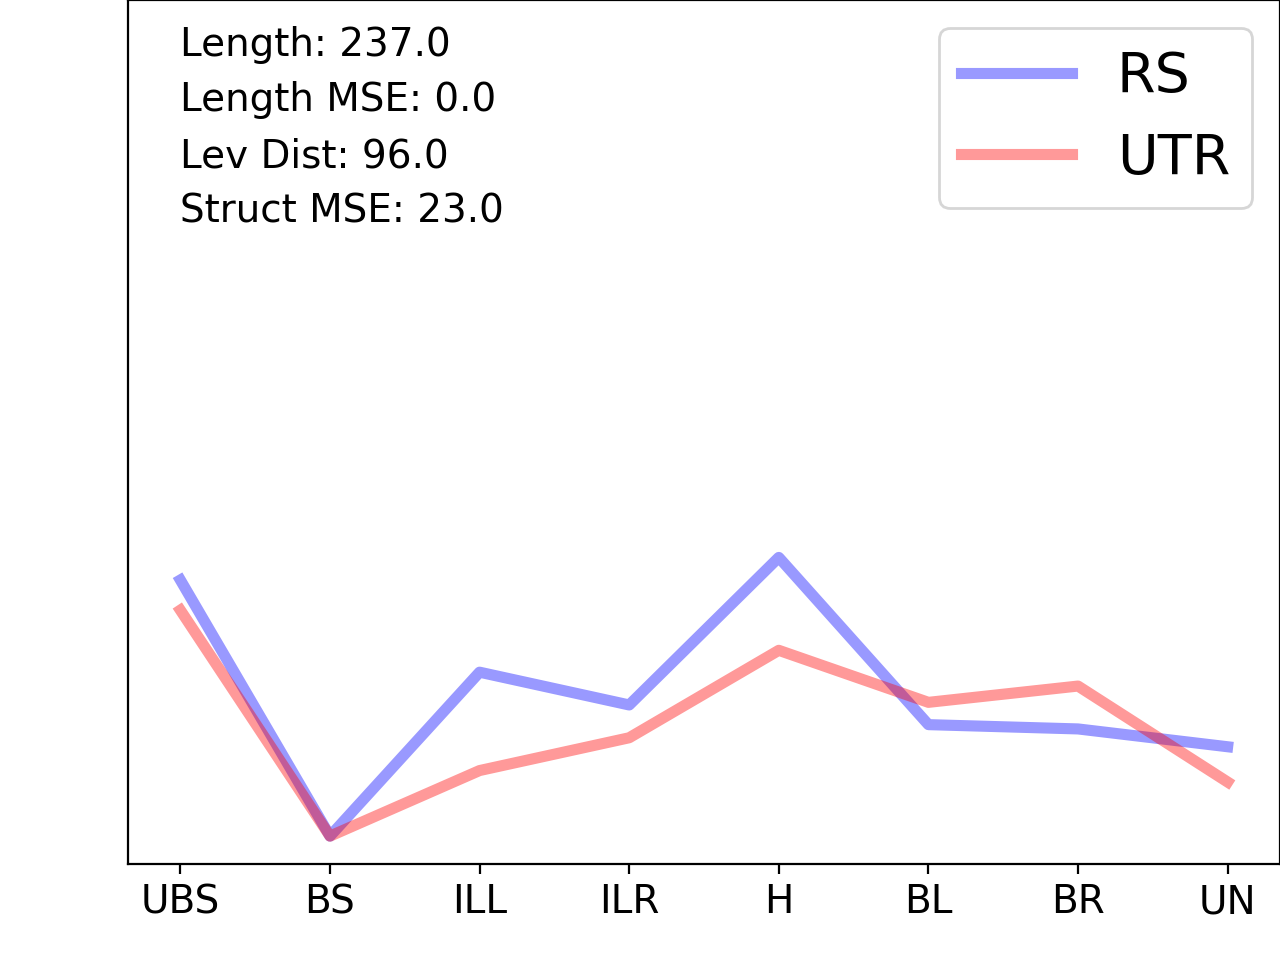 Length: 237.0
Length MSE: 0.0
Lev Dist: 96.0
Struct MSE: 23.0
RS
UTR
UBS BS ILL ILR H BL BR UN